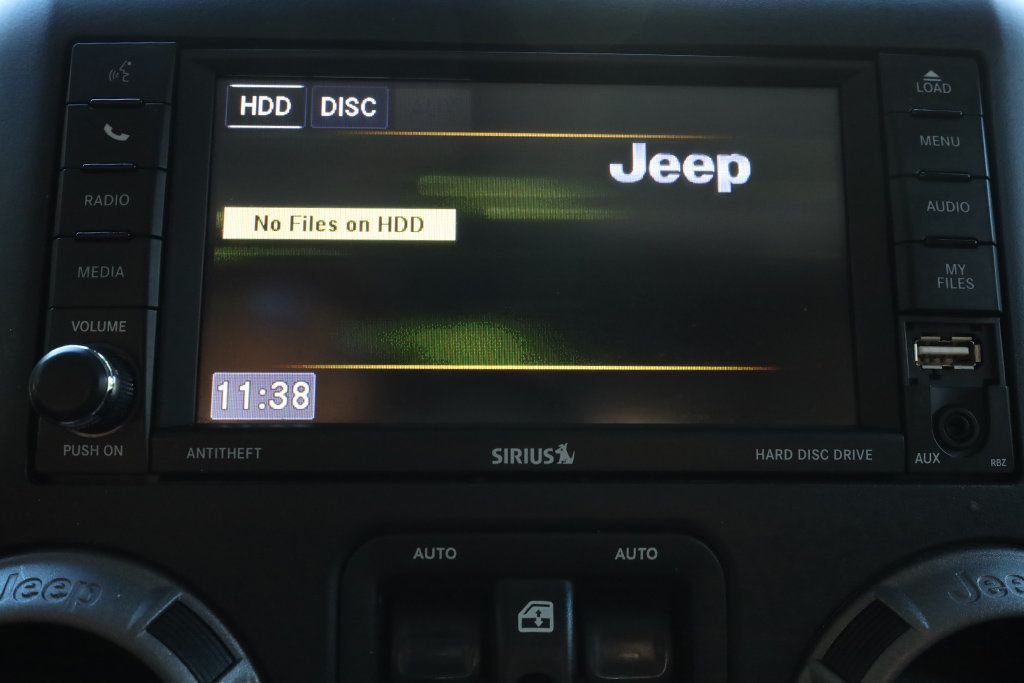 HDD DISC
Jeep
No Files on HDD
11:38
RADIO
MEDIA
VOLUME
PUSH ON
LOAD
MENU
AUDIO
MY
FILES
AUX
RBZ
ANTITHEFT
SIRIUS
HARD DISC DRIVE
AUTO
AUTO
Jeep
Jee